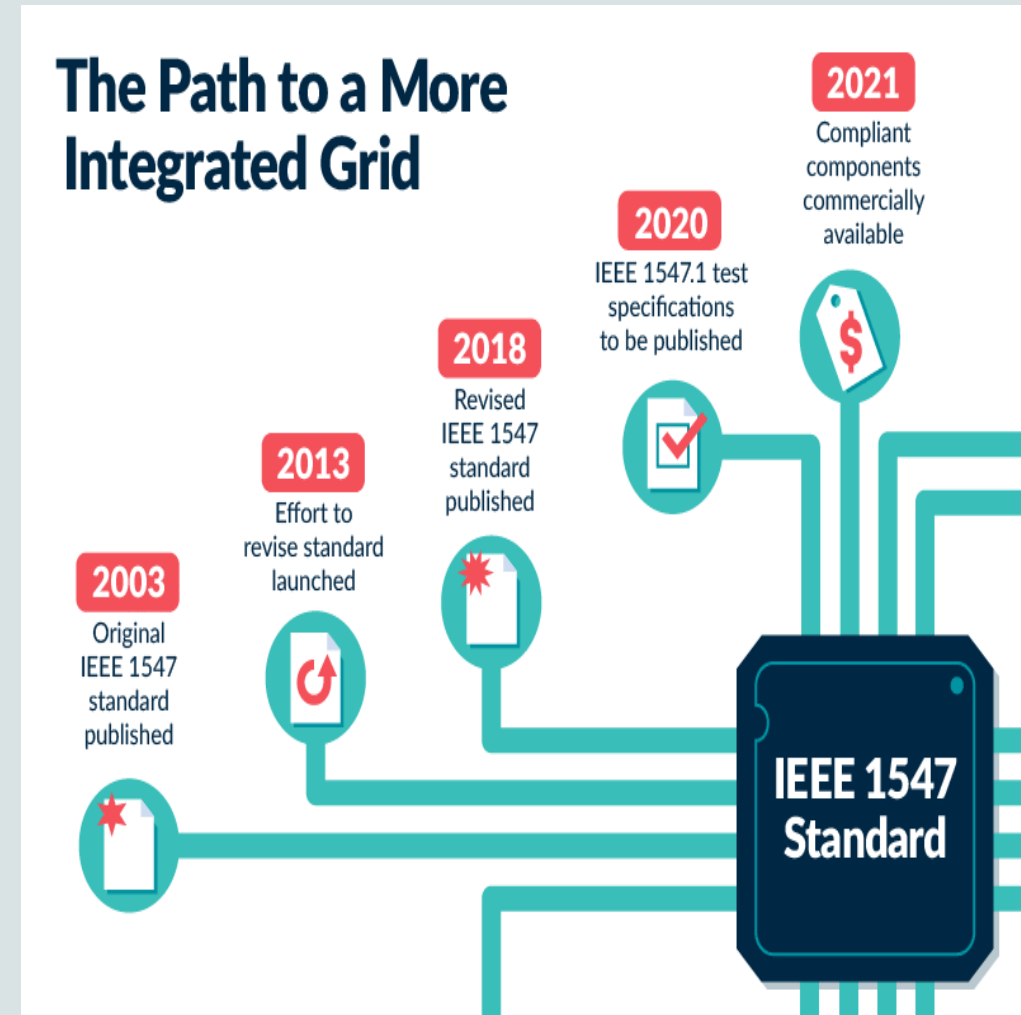 The Path to a More
Integrated Grid
2003
Original
IEEE 1547
standard
published
2013
Effort to
revise standard
launched
2018
Revised
IEEE 1547
standard
published
2020
IEEE 1547.1 test
specifications
to be published
2021
Compliant
components
commercially
available
$
IEEE 1547
Standard